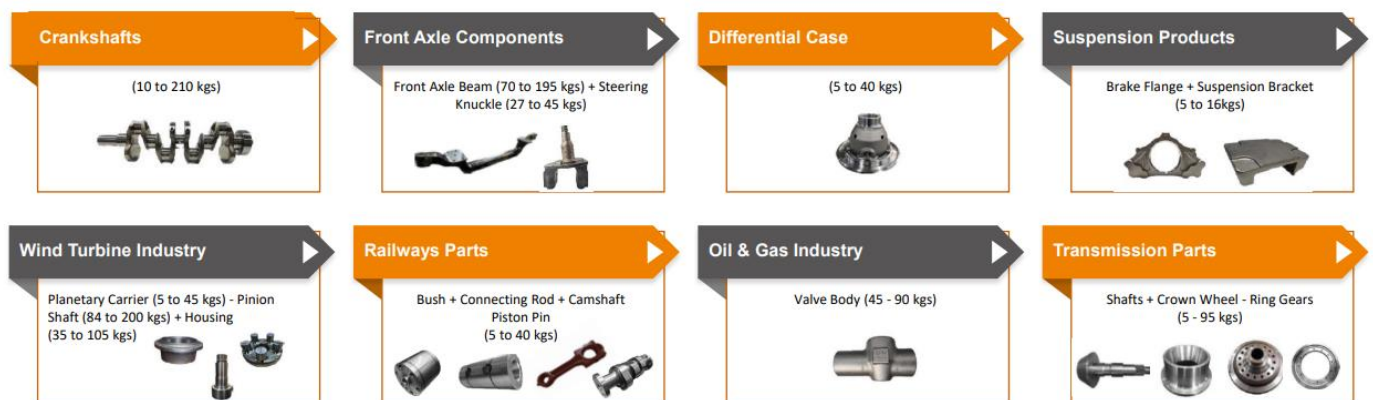 Crankshafts
(10 to 210 kgs)
Front Axle Components
Front Axle Beam (70 to 195 kgs) + Steering
Knuckle (27 to 45 kgs)
Differential Case
(5 to 40 kgs)
Suspension Products
Brake Flange + Suspension Bracket
(5 to 16kgs)
Wind Turbine Industry
Planetary Carrier (5 to 45 kgs) - Pinion
Shaft (84 to 200 kgs) + Housing
(35 to 105 kgs)
Railways Parts
Bush + Connecting Rod + Camshaft
Piston Pin
(5 to 40 kgs)
Oil & Gas Industry
Valve Body (45 - 90 kgs)
Transmission Parts
Shafts + Crown Wheel - Ring Gears
(5 - 95 kgs)